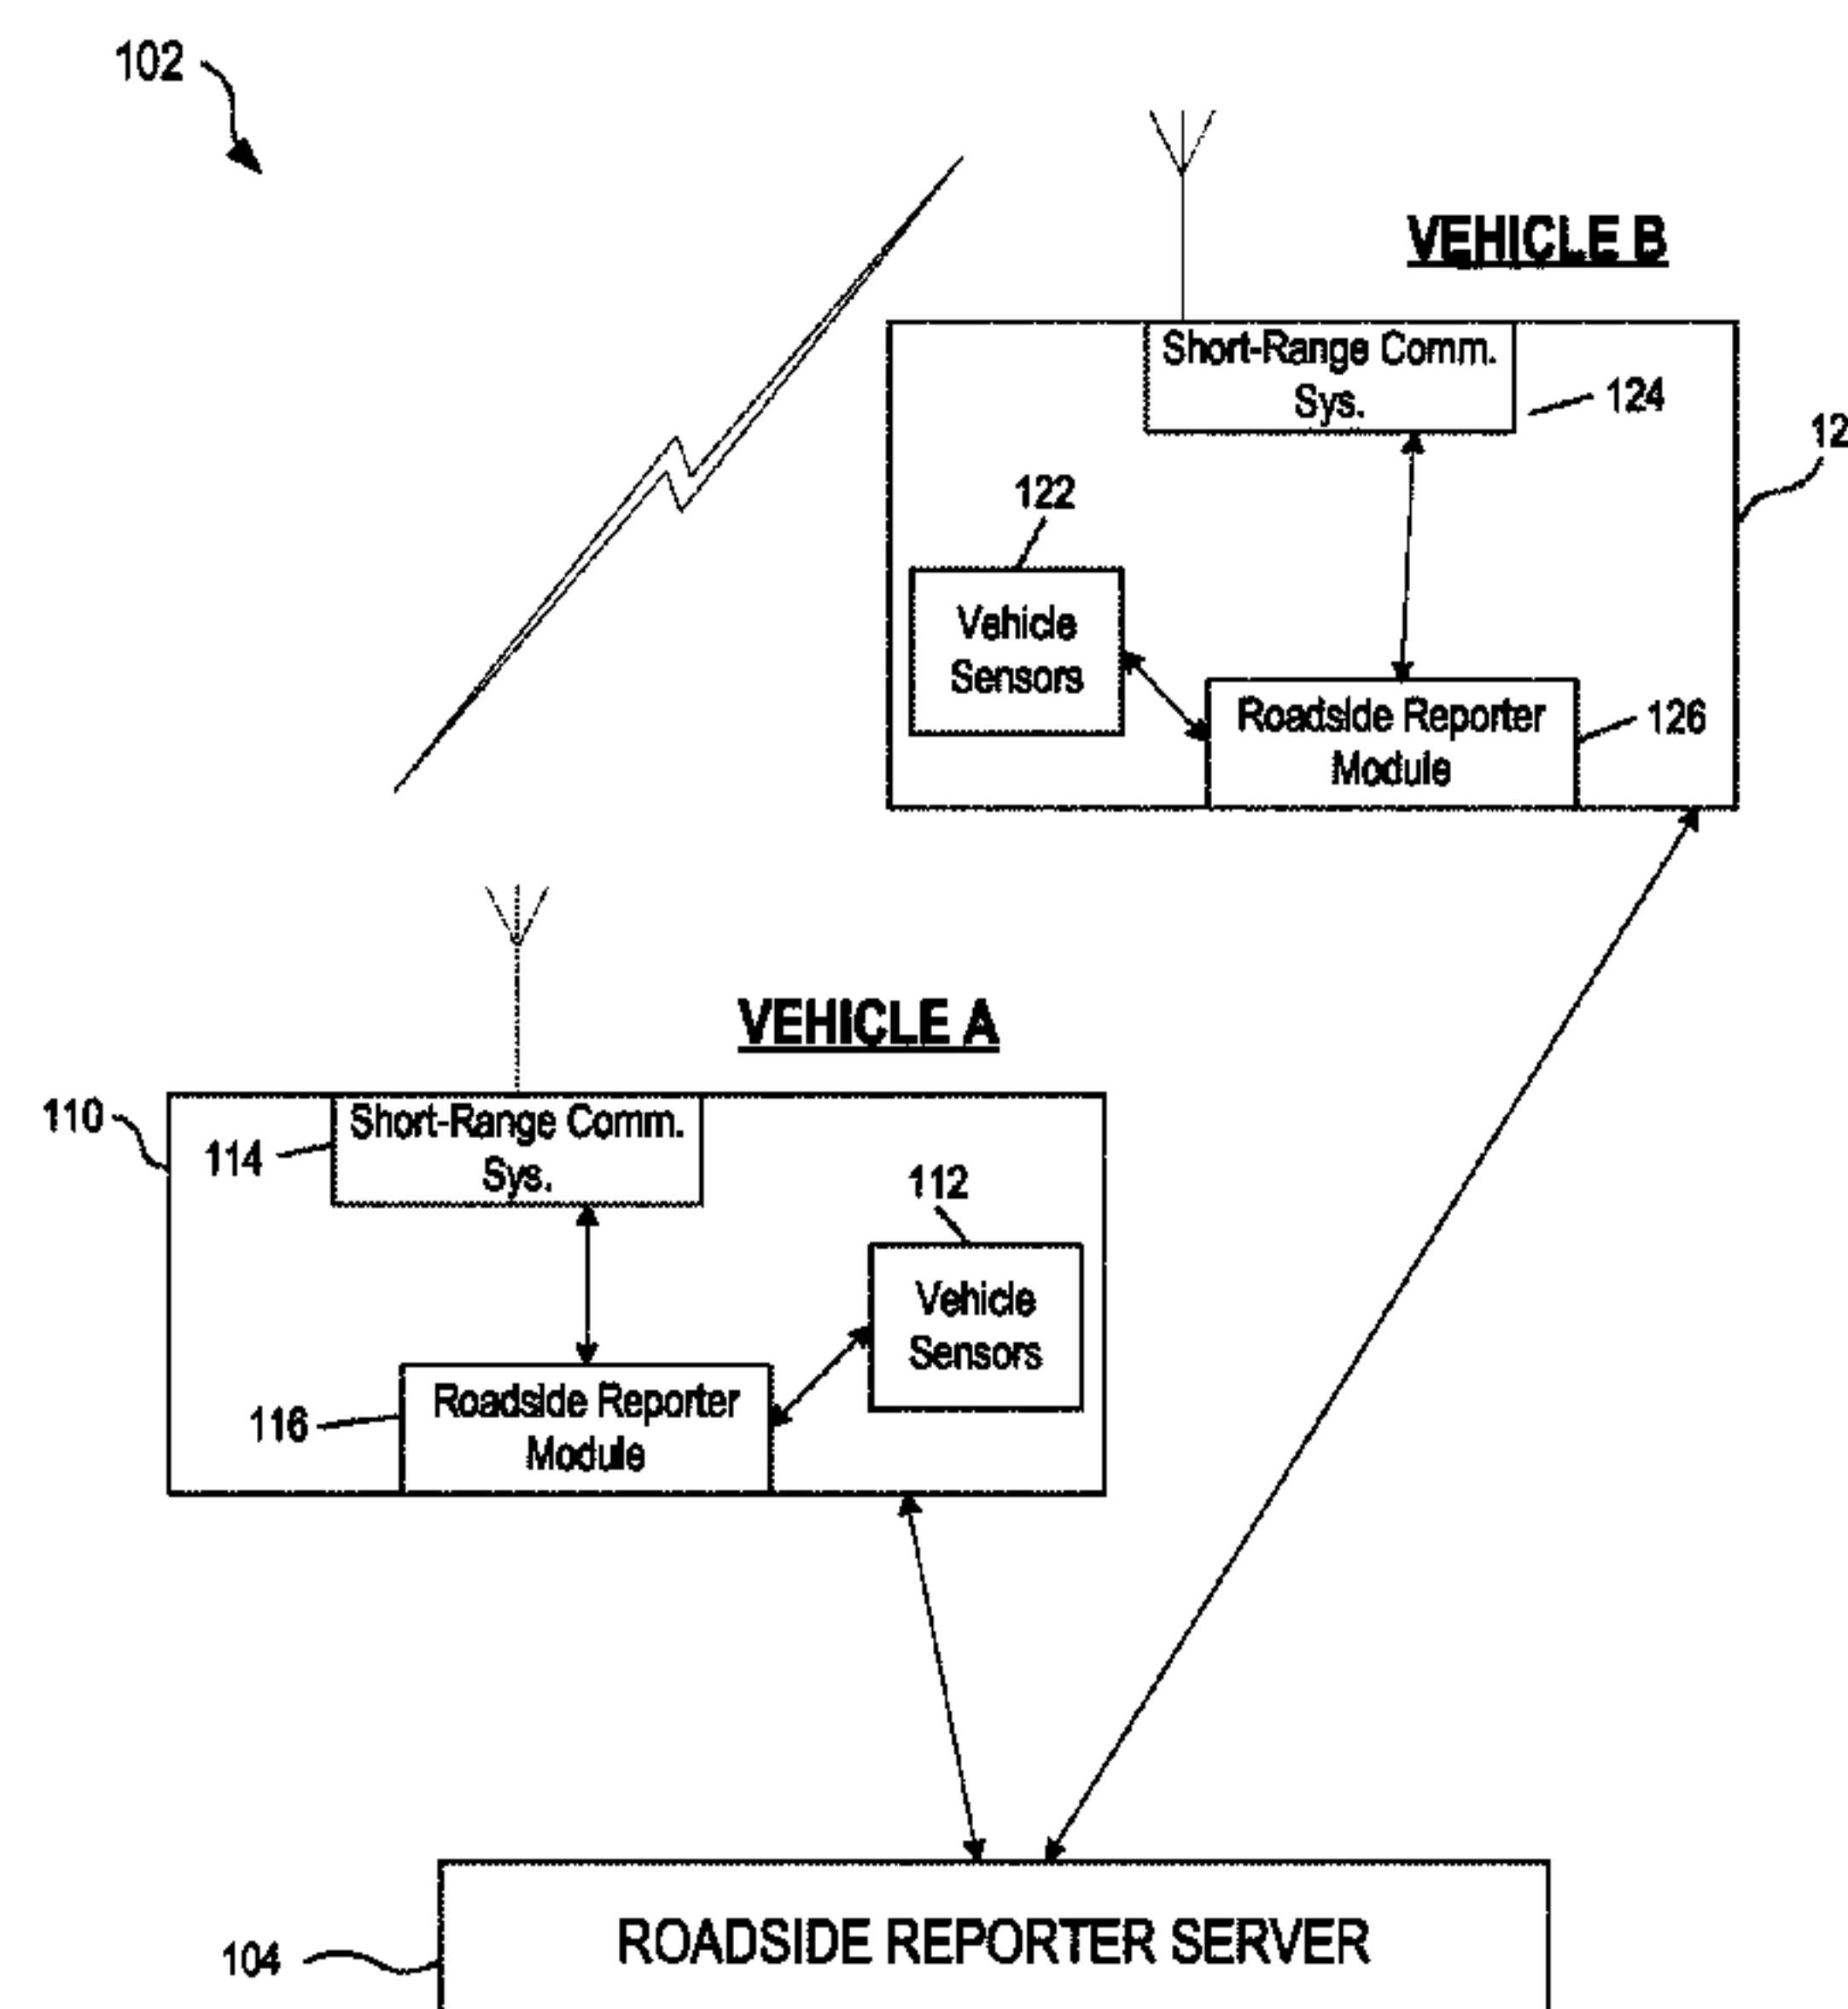 102
VEHICLE B
Short-Range Comm.
Sys.
124
12
122
Vehicle
Sensors
Roadside Reporter
Module
126
VEHICLE A
110
Short-Range Comm.
Sys.
114
112
Vehicle
Sensors
Roadside Reporter
Module
116
ROADSIDE REPORTER SERVER
104